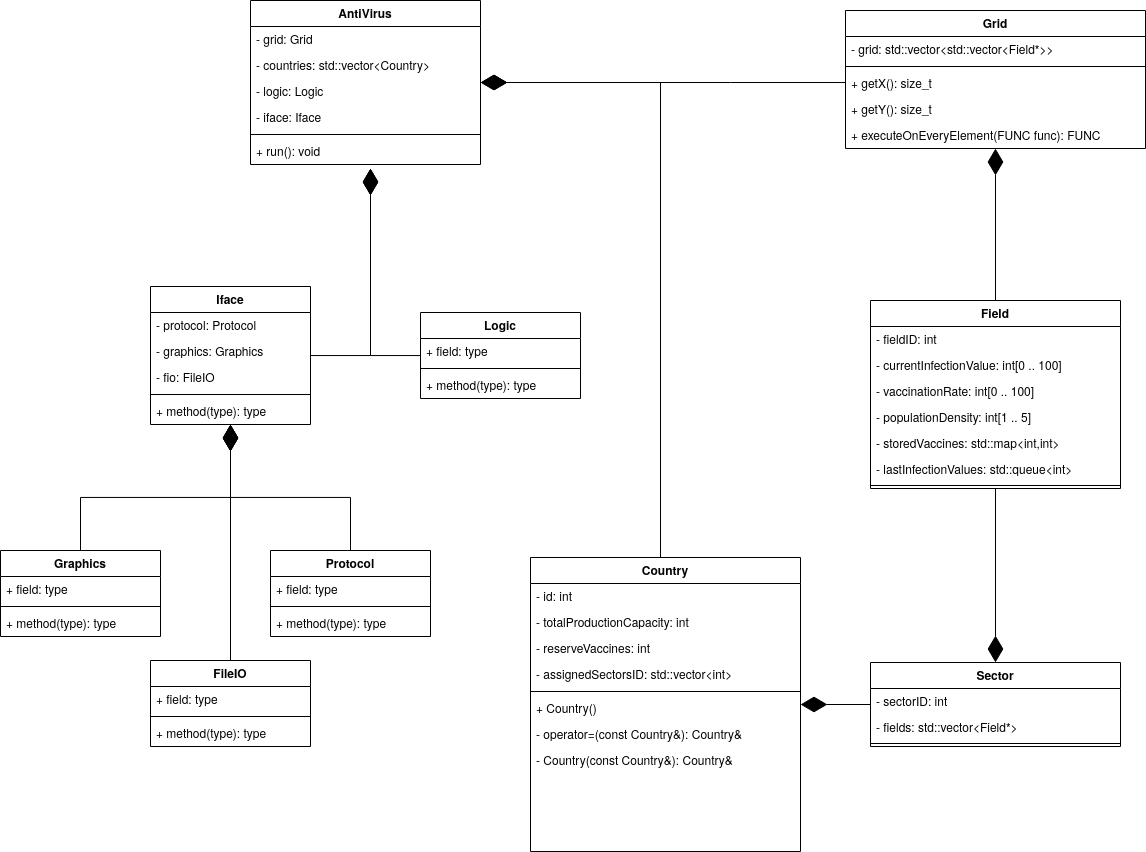 AntiVirus
- grid: Grid
- countries: std::vector<Country>
- logic: Logic
- iface: Iface
+ run(): void
Grid
- grid: std::vector<std::vector<Field*>>
+ getX(): size_t
+ getY(): size_t
+ executeOnEveryElement(FUNC func): FUNC
Iface
- protocol: Protocol
- graphics: Graphics
- fio: FileIO
+ method(type): type
Logic
+ field: type
+ method(type): type
Field
- fieldID: int
- currentInfectionValue: int[0 .. 100]
- vaccinationRate: int[0 .. 100]
- populationDensity: int[1 .. 5]
- storedVaccines: std::map<int,int>
- lastInfectionValues: std::queue<int>
Graphics
+ field: type
+ method(type): type
Protocol
+ field: type
+ method(type): type
FileIO
+ field: type
+ method(type): type
Country
- id: int
- totalProductionCapacity: int
- reserveVaccines: int
- assignedSectorsID: std::vector<int>
+ Country()
- operator=(const Country&): Country&
- Country(const Country&): Country&
Sector
- sectorID: int
- fields: std::vector<Field*>